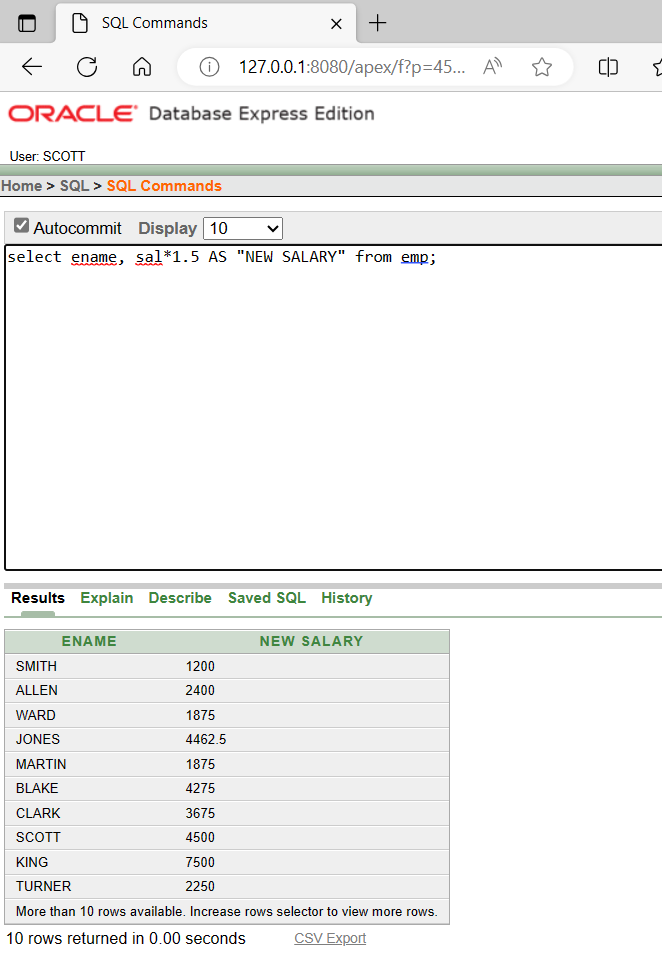 SQL Commands
127.0.0.1:8080/apex/f?p=45...
ORACLE® Database Express Edition
User: SCOTT
Home > SQL > SQL Commands
Autocommit Display 10
select ename, sal*1.5 AS "NEW SALARY" from emp;
Results Explain Describe Saved SQL History
ENAME NEW SALARY
SMITH 1200
ALLEN 2400
WARD 1875
JONES 4462.5
MARTIN 1875
BLAKE 4275
CLARK 3675
SCOTT 4500
KING 7500
TURNER 2250
More than 10 rows available. Increase rows selector to view more rows.
10 rows returned in 0.00 seconds CSV Export